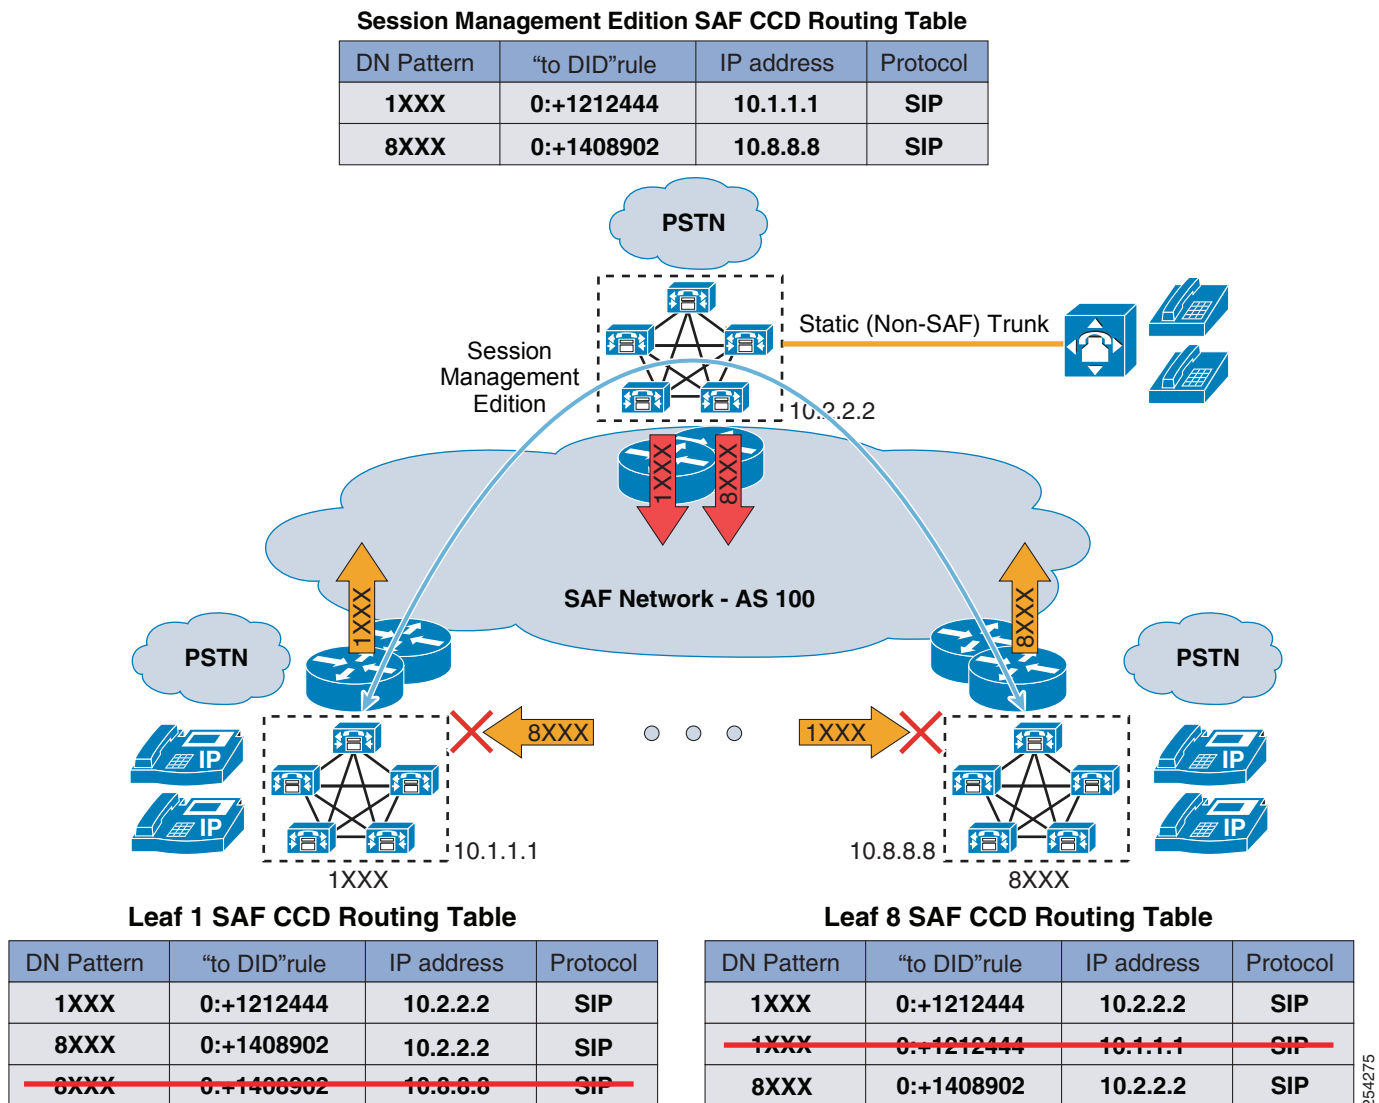 Session Management Edition SAF CCD Routing Table
DN Pattern “to DID”rule IP address Protocol
1XXX 0:+1212444 10.1.1.1 SIP
8XXX 0:+1408902 10.8.8.8 SIP
PSTN
Static (Non-SAF) Trunk
Session
Management
Edition
10.2.2.2
1XXX
8XXX
SAF Network - AS 100
1XXX
8XXX
PSTN
PSTN
8XXX
1XXX
IP
IP
IP
IP
10.1.1.1
10.8.8.8
1XXX
8XXX
Leaf 1 SAF CCD Routing Table
DN Pattern “to DID”rule IP address Protocol
1XXX 0:+1212444 10.2.2.2 SIP
8XXX 0:+1408902 10.2.2.2 SIP
8XXX 0:+1408902 10.8.8.8 SIP
Leaf 8 SAF CCD Routing Table
DN Pattern “to DID”rule IP address Protocol
1XXX 0:+1212444 10.2.2.2 SIP
1XXX 0:+1212444 10.1.1.1 SIP
8XXX 0:+1408902 10.2.2.2 SIP
254275